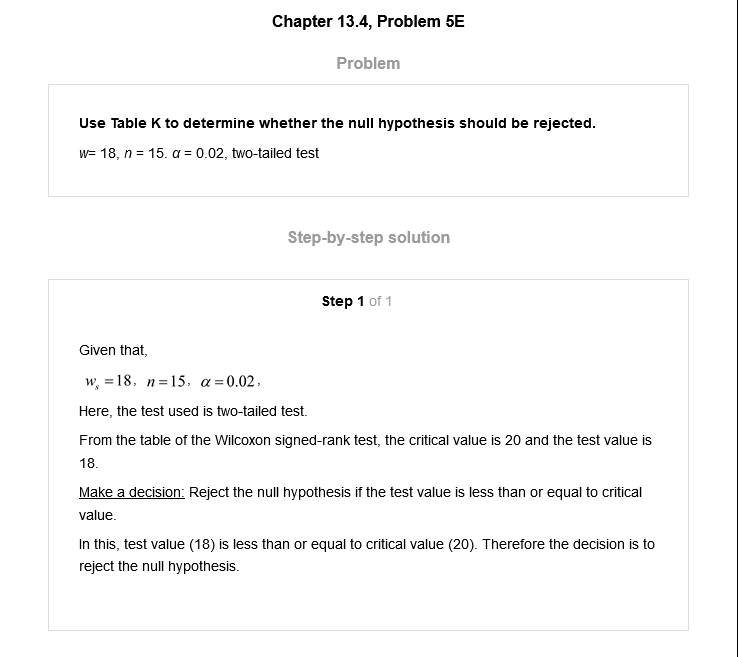 Chapter 13.4, Problem 5E
Problem
Use Table K to determine whether the null hypothesis should be rejected.
w= 18, n = 15. α = 0.02, two-tailed test
Step-by-step solution
Step 1 of 1
Given that,
wₛ = 18, n = 15, α = 0.02,
Here, the test used is two-tailed test.
From the table of the Wilcoxon signed-rank test, the critical value is 20 and the test value is
18.
Make a decision: Reject the null hypothesis if the test value is less than or equal to critical
value.
In this, test value (18) is less than or equal to critical value (20). Therefore the decision is to
reject the null hypothesis.